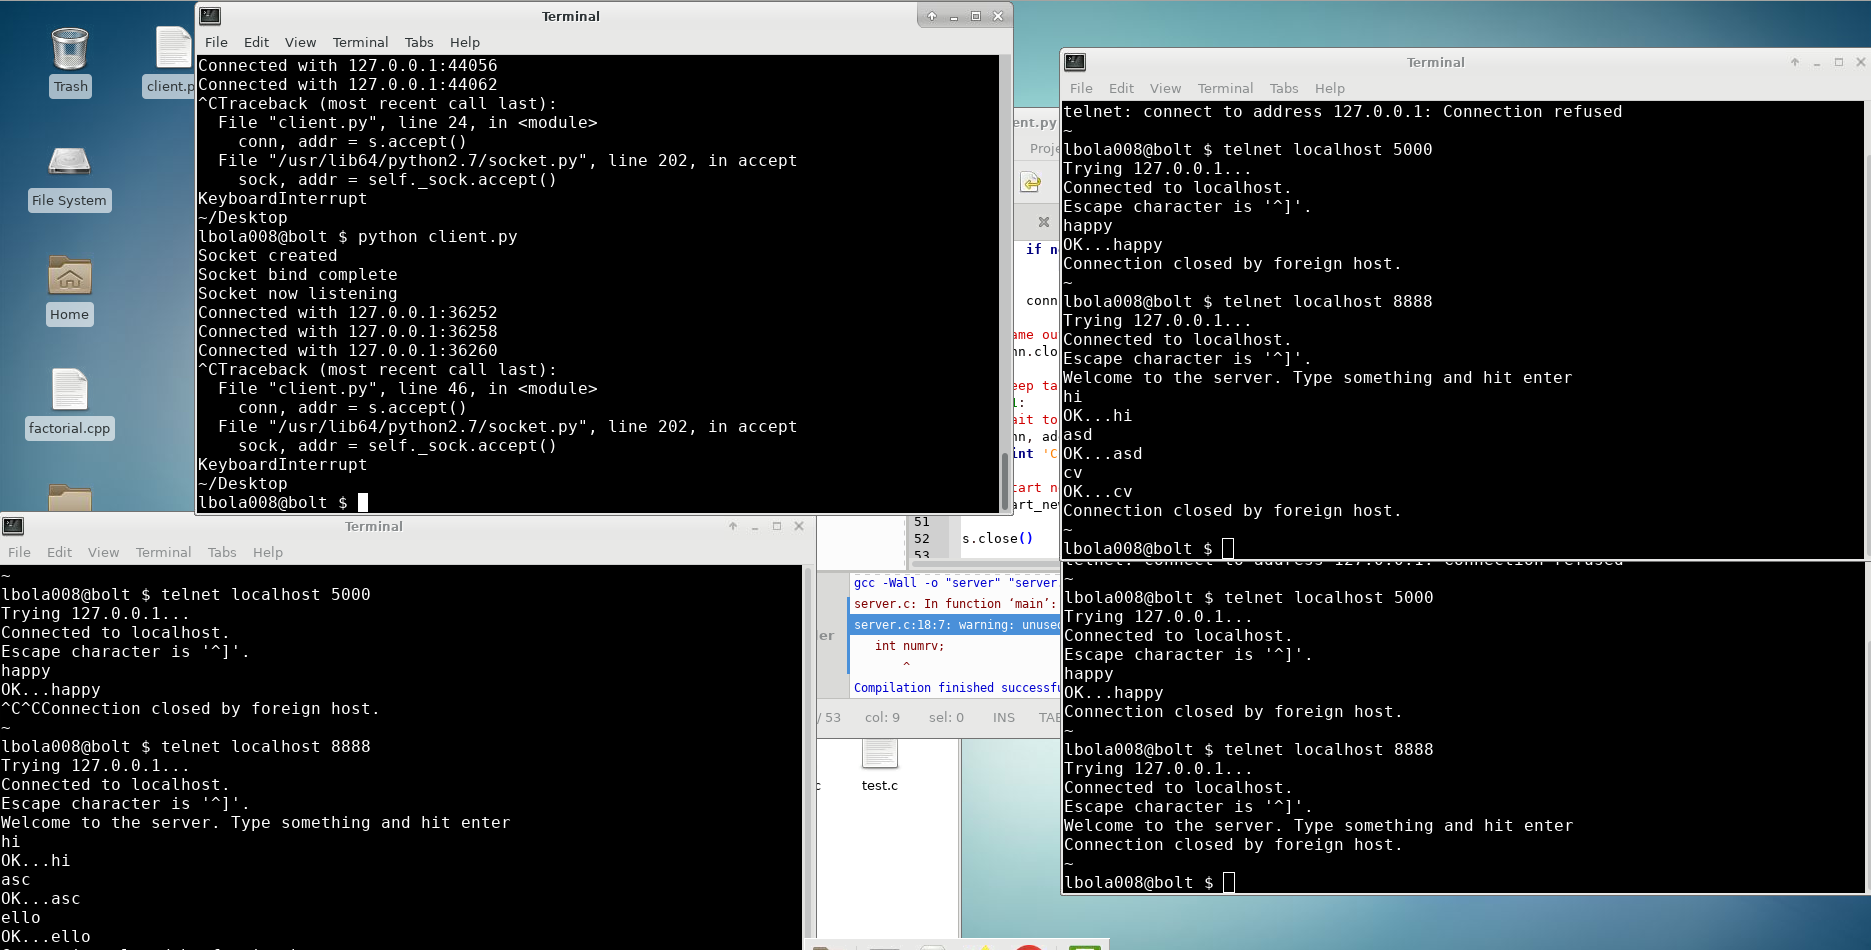 Trash
client.p
File System
Home
factorial.cpp
Terminal
File Edit View Terminal Tabs Help
Connected with 127.0.0.1:44056
Connected with 127.0.0.1:44062
^CTraceback (most recent call last):
  File "client.py", line 24, in <module>
    conn, addr = s.accept()
  File "/usr/lib64/python2.7/socket.py", line 202, in accept
    sock, addr = self._sock.accept()
KeyboardInterrupt
~/Desktop
lbola008@bolt $ python client.py
Socket created
Socket bind complete
Socket now listening
Connected with 127.0.0.1:36252
Connected with 127.0.0.1:36258
Connected with 127.0.0.1:36260
^CTraceback (most recent call last):
  File "client.py", line 46, in <module>
    conn, addr = s.accept()
  File "/usr/lib64/python2.7/socket.py", line 202, in accept
    sock, addr = self._sock.accept()
KeyboardInterrupt
~/Desktop
lbola008@bolt $
Terminal
File Edit View Terminal Tabs Help
~
lbola008@bolt $ telnet localhost 5000
Trying 127.0.0.1...
Connected to localhost.
Escape character is '^]'.
happy
OK...happy
^C^CConnection closed by foreign host.
~
lbola008@bolt $ telnet localhost 8888
Trying 127.0.0.1...
Connected to localhost.
Escape character is '^]'.
Welcome to the server. Type something and hit enter
hi
OK...hi
asc
OK...asc
ello
OK...ello
ent.py
Proje
if n
conn
ame ou
nn.clo
eep ta
1:
ait to
nn, ad
int 'C
tart n
art_new
51
52 s.close()
53
gcc -Wall -o "server" "server
server.c: In function ‘main’:
server.c:18:7: warning: unused
int numrv;
^
Compilation finished successfu
er
/ 53 col: 9 sel: 0 INS TAB
c
test.c
Terminal
File Edit View Terminal Tabs Help
telnet: connect to address 127.0.0.1: Connection refused
~
lbola008@bolt $ telnet localhost 5000
Trying 127.0.0.1...
Connected to localhost.
Escape character is '^]'.
happy
OK...happy
Connection closed by foreign host.
~
lbola008@bolt $ telnet localhost 8888
Trying 127.0.0.1...
Connected to localhost.
Escape character is '^]'.
Welcome to the server. Type something and hit enter
hi
OK...hi
asd
OK...asd
cv
OK...cv
Connection closed by foreign host.
~
lbola008@bolt $
telnet: connect to address 127.0.0.1: Connection refused
~
lbola008@bolt $ telnet localhost 5000
Trying 127.0.0.1...
Connected to localhost.
Escape character is '^]'.
happy
OK...happy
Connection closed by foreign host.
~
lbola008@bolt $ telnet localhost 8888
Trying 127.0.0.1...
Connected to localhost.
Escape character is '^]'.
Welcome to the server. Type something and hit enter
Connection closed by foreign host.
~
lbola008@bolt $